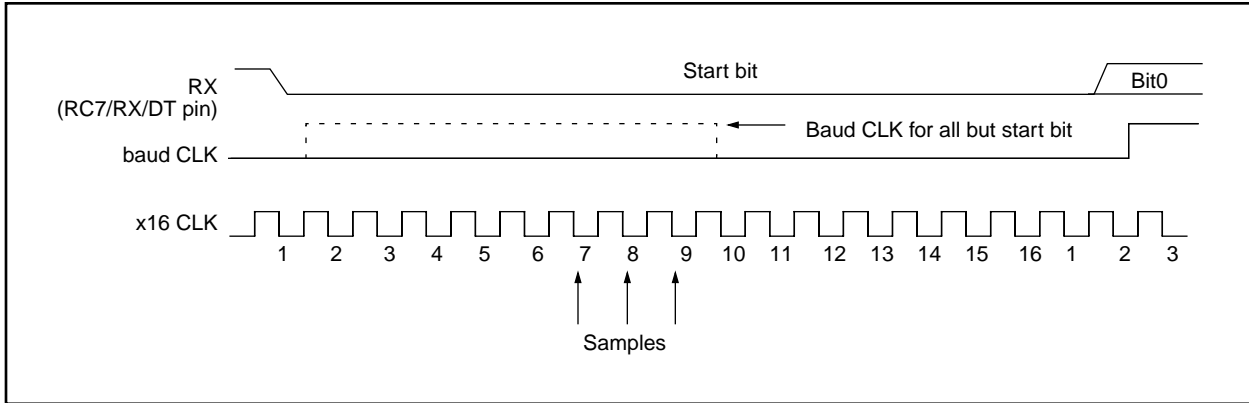 Start bit
RX
(RC7/RX/DT pin)
Bit0
Baud CLK for all but start bit
baud CLK
x16 CLK
1 2 3 4 5 6 7 8 9 10 11 12 13 14 15 16 1 2 3
Samples